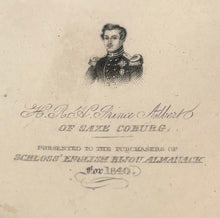 H.R.H. Prince Albert
OF SAXE COBURG.
PRESENTED TO THE PURCHASERS OF
SCHLOSS' ENGLISH BIJOU ALMANACK
For 1840.